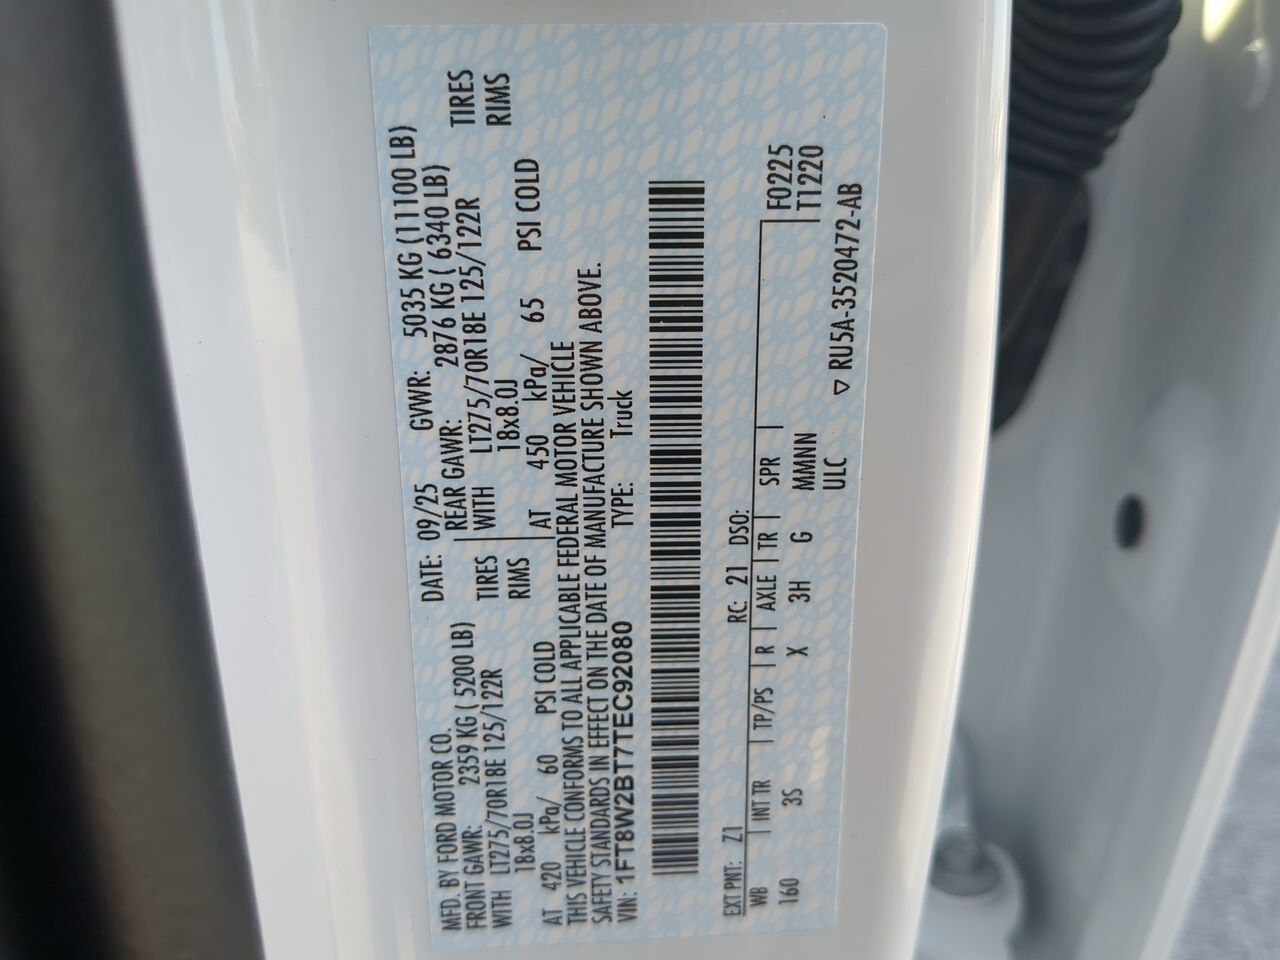 MFD. BY FORD MOTOR CO.
DATE: 09/25 GVWR: 5035 KG (11100 LB)
FRONT GAWR: 2359 KG ( 5200 LB)
REAR GAWR: 2876 KG ( 6340 LB)
WITH LT275/70R18E 125/122R TIRES
WITH LT275/70R18E 125/122R TIRES
18x8.0J RIMS
18x8.0J RIMS
AT 420 kPa/ 60 PSI COLD
AT 450 kPa/ 65 PSI COLD
THIS VEHICLE CONFORMS TO ALL APPLICABLE FEDERAL MOTOR VEHICLE
SAFETY STANDARDS IN EFFECT ON THE DATE OF MANUFACTURE SHOWN ABOVE.
VIN: 1FT8W2BT7TEC92080 TYPE: Truck
EXT PNT: Z1 RC: 21 DSO:
WB INT TR TP/PS R AXLE TR SPR F0225
160 3S X 3H G MMNN T1220
ULC
▽ RU5A-3520472-AB